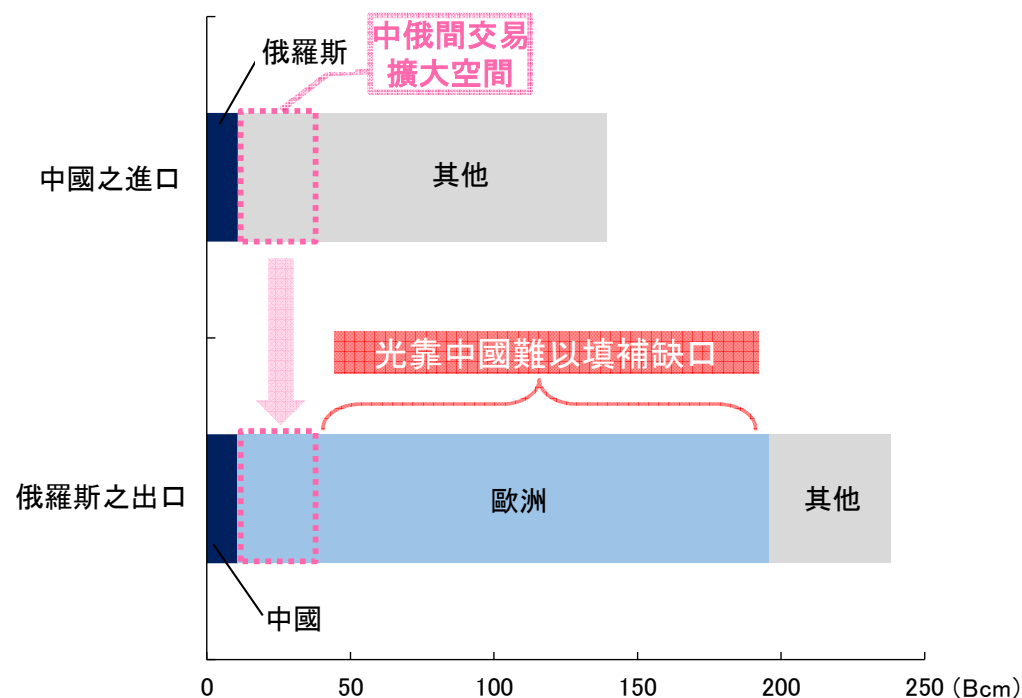 俄羅斯
中俄間交易
擴大空間
中國之進口
其他
光靠中國難以填補缺口
俄羅斯之出口
歐洲
其他
中國
0
50
100
150
200
250
(Bcm)